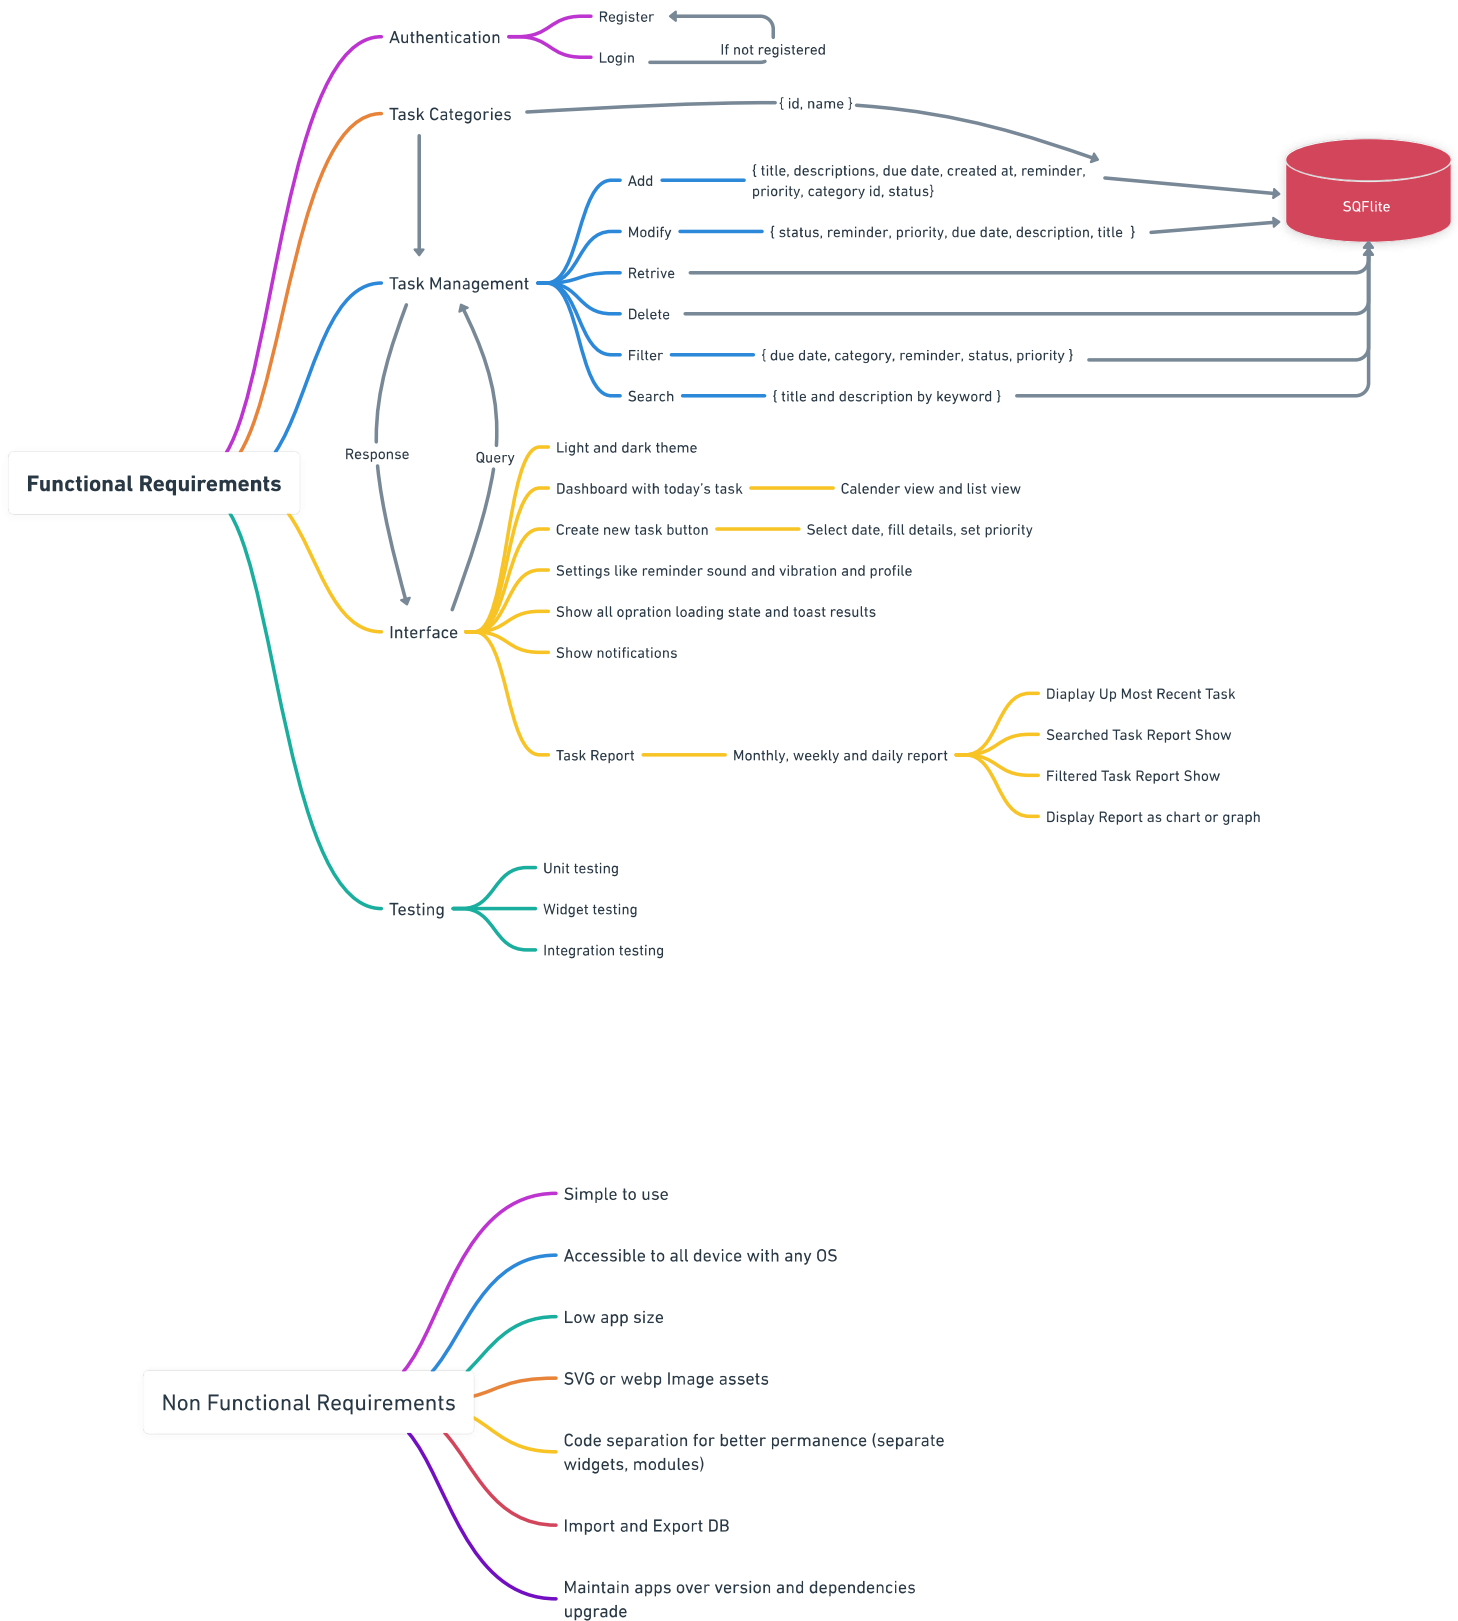 Authentication
Register
If not registered
Login
Task Categories
{ id, name }
Add
{ title, descriptions, due date, created at, reminder,
priority, category id, status}
SQFlite
Modify
{ status, reminder, priority, due date, description, title }
Retrive
Task Management
Delete
Filter
{ due date, category, reminder, status, priority }
Search
{ title and description by keyword }
Response
Query
Functional Requirements
Light and dark theme
Dashboard with today's task
Calender view and list view
Create new task button
Select date, fill details, set priority
Settings like reminder sound and vibration and profile
Show all opration loading state and toast results
Interface
Show notifications
Task Report
Monthly, weekly and daily report
Diaplay Up Most Recent Task
Searched Task Report Show
Filtered Task Report Show
Display Report as chart or graph
Testing
Unit testing
Widget testing
Integration testing
Non Functional Requirements
Simple to use
Accessible to all device with any OS
Low app size
SVG or webp Image assets
Code separation for better permanence (separate
widgets, modules)
Import and Export DB
Maintain apps over version and dependencies
upgrade